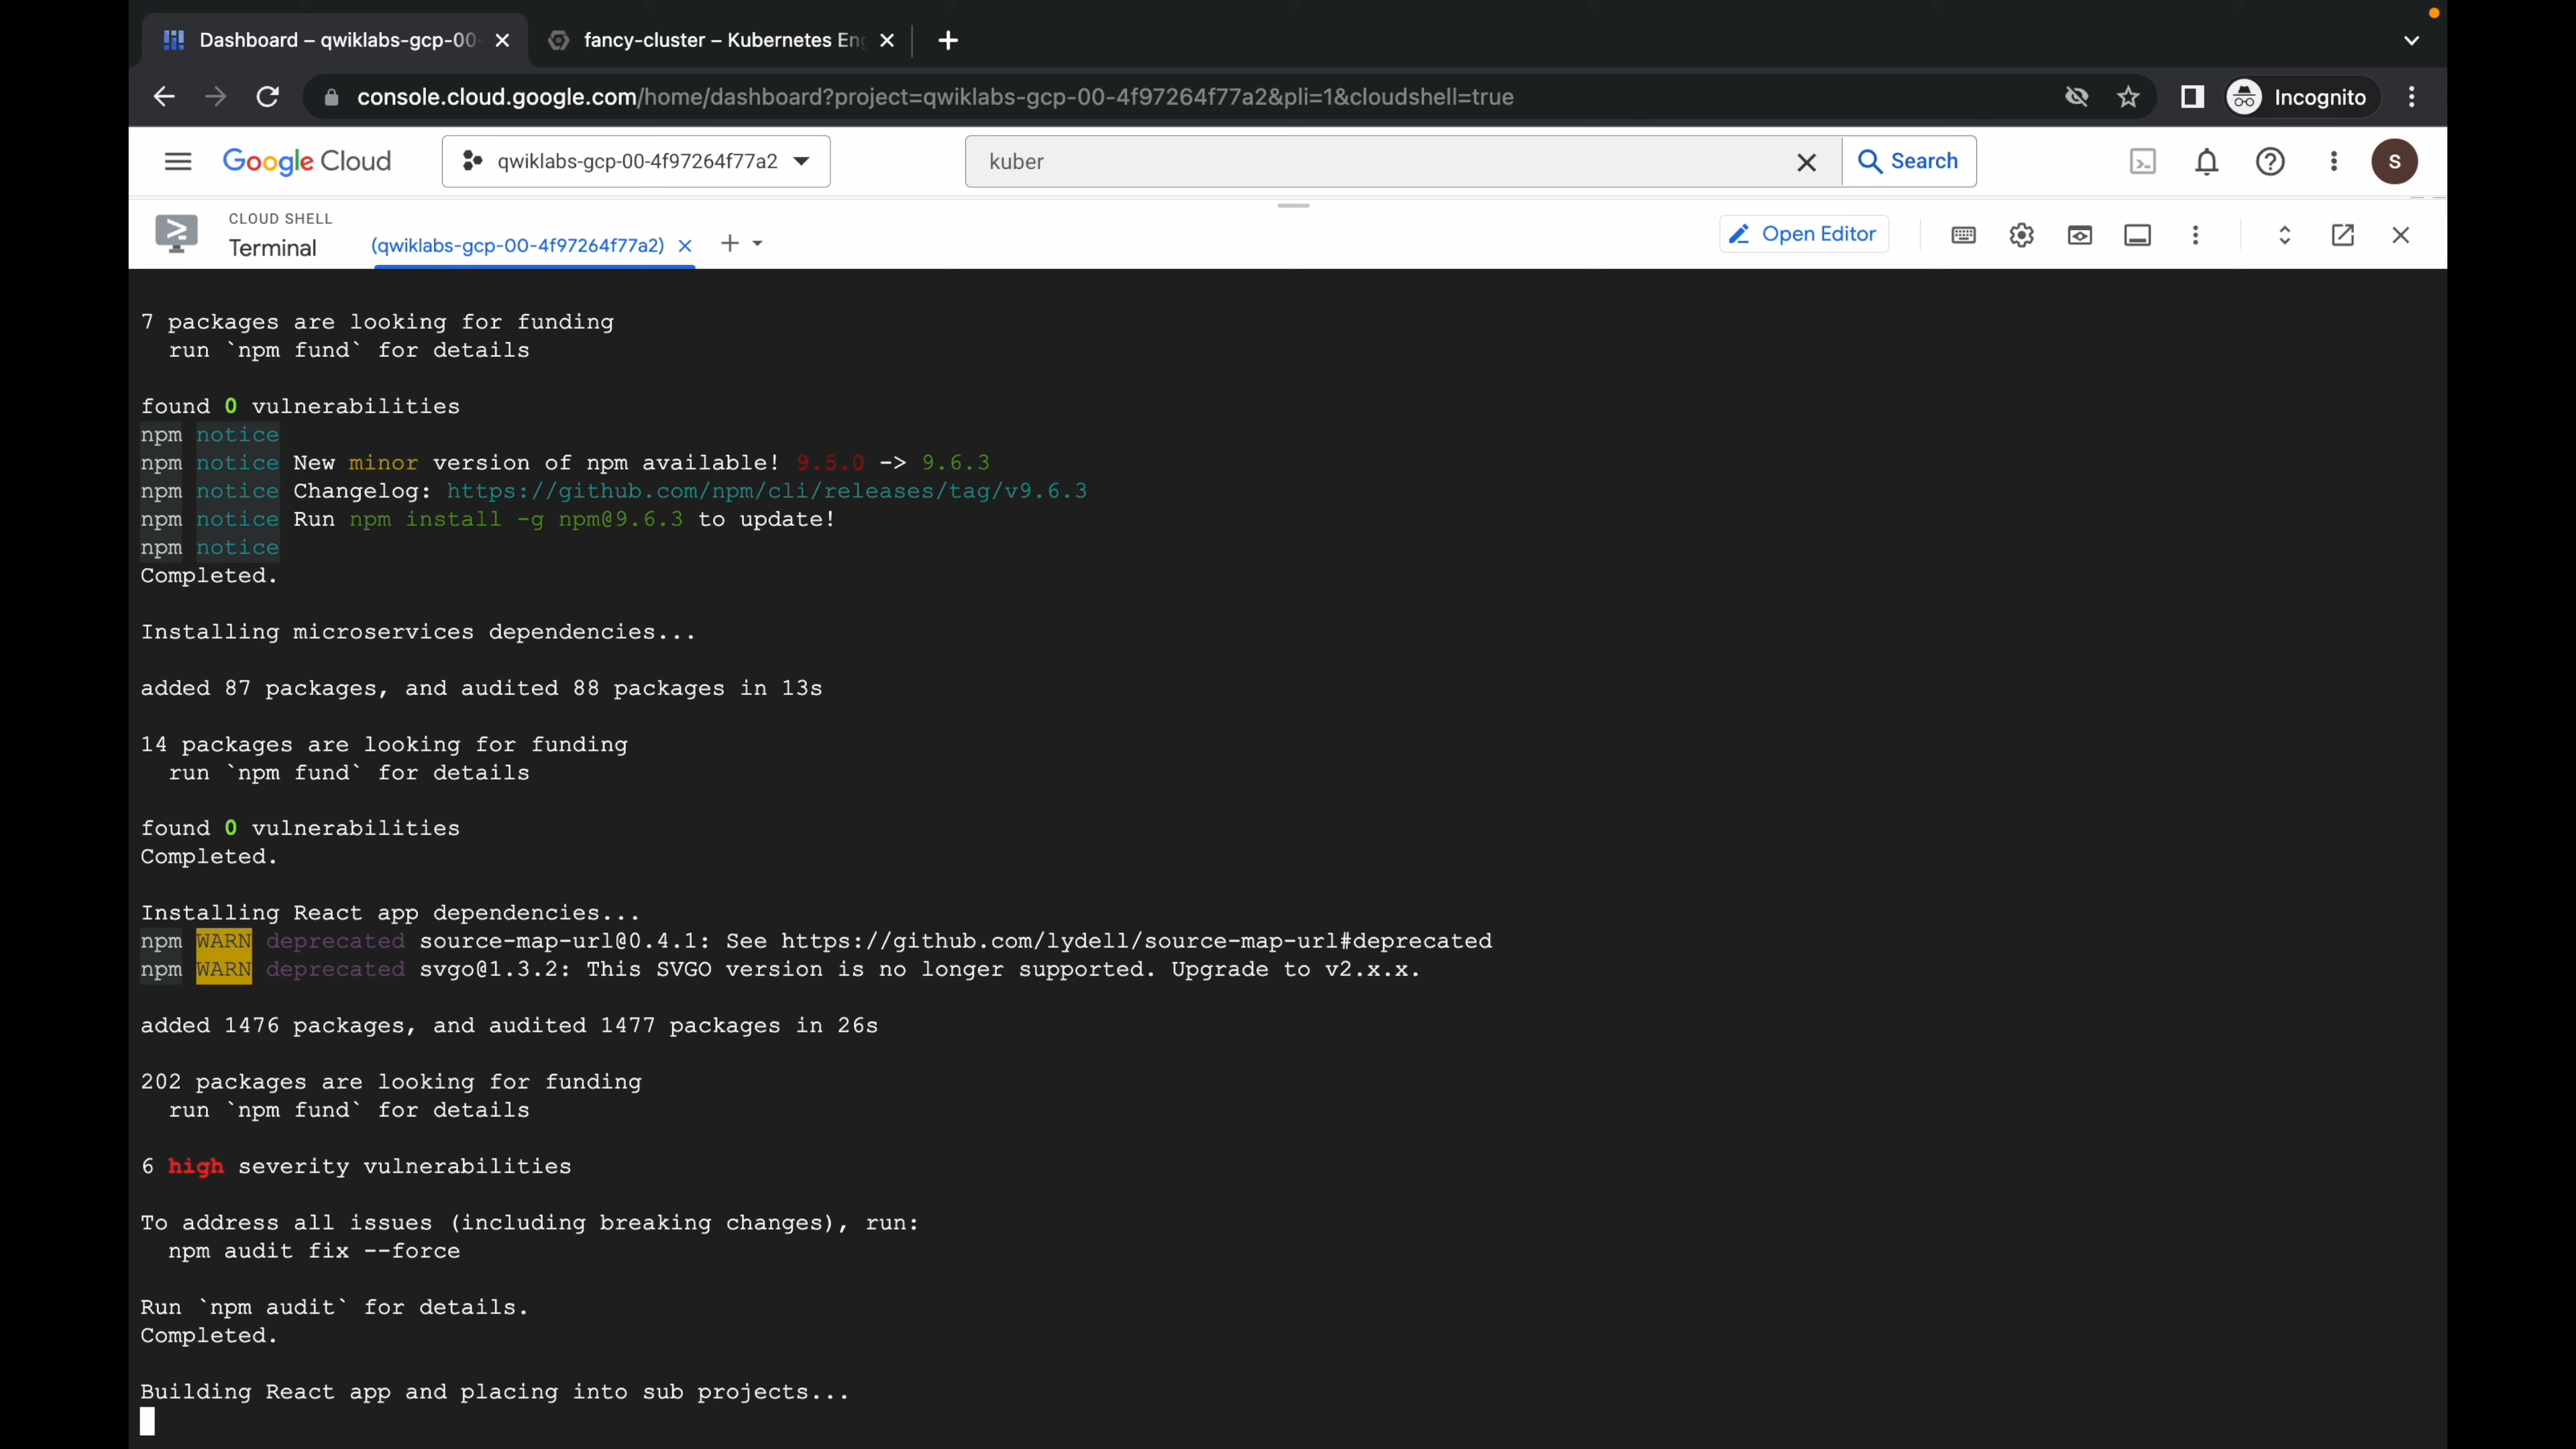 Dashboard – qwiklabs-gcp-00-
fancy-cluster – Kubernetes En
console.cloud.google.com/home/dashboard?project=qwiklabs-gcp-00-4f97264f77a2&pli=1&cloudshell=true
Incognito
Google Cloud
qwiklabs-gcp-00-4f97264f77a2
kuber
Search
S
CLOUD SHELL
Terminal
(qwiklabs-gcp-00-4f97264f77a2)
Open Editor
7 packages are looking for funding
run `npm fund` for details
found 0 vulnerabilities
npm notice
npm notice New minor version of npm available! 9.5.0 -> 9.6.3
npm notice Changelog: https://github.com/npm/cli/releases/tag/v9.6.3
npm notice Run npm install -g npm@9.6.3 to update!
npm notice
Completed.
Installing microservices dependencies...
added 87 packages, and audited 88 packages in 13s
14 packages are looking for funding
run `npm fund` for details
found 0 vulnerabilities
Completed.
Installing React app dependencies...
npm WARN deprecated source-map-url@0.4.1: See https://github.com/lydell/source-map-url#deprecated
npm WARN deprecated svgo@1.3.2: This SVGO version is no longer supported. Upgrade to v2.x.x.
added 1476 packages, and audited 1477 packages in 26s
202 packages are looking for funding
run `npm fund` for details
6 high severity vulnerabilities
To address all issues (including breaking changes), run:
npm audit fix --force
Run `npm audit` for details.
Completed.
Building React app and placing into sub projects...